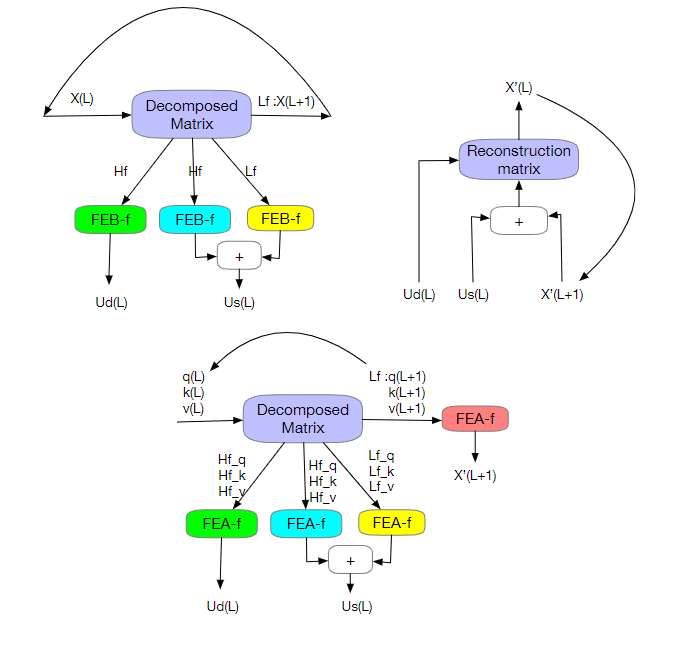 X(L)
Decomposed
Matrix
Lf :X(L+1)
Hf
Hf
Lf
FEB-f
FEB-f
FEB-f
+
Ud(L)
Us(L)
X'(L)
Reconstruction
matrix
+
Ud(L)
Us(L)
X'(L+1)
q(L)
k(L)
v(L)
Decomposed
Matrix
Lf :q(L+1)
k(L+1)
v(L+1)
FEA-f
X'(L+1)
Hf_q
Hf_k
Hf_v
Hf_q
Hf_k
Hf_v
Lf_q
Lf_k
Lf_v
FEA-f
FEA-f
FEA-f
+
Ud(L)
Us(L)